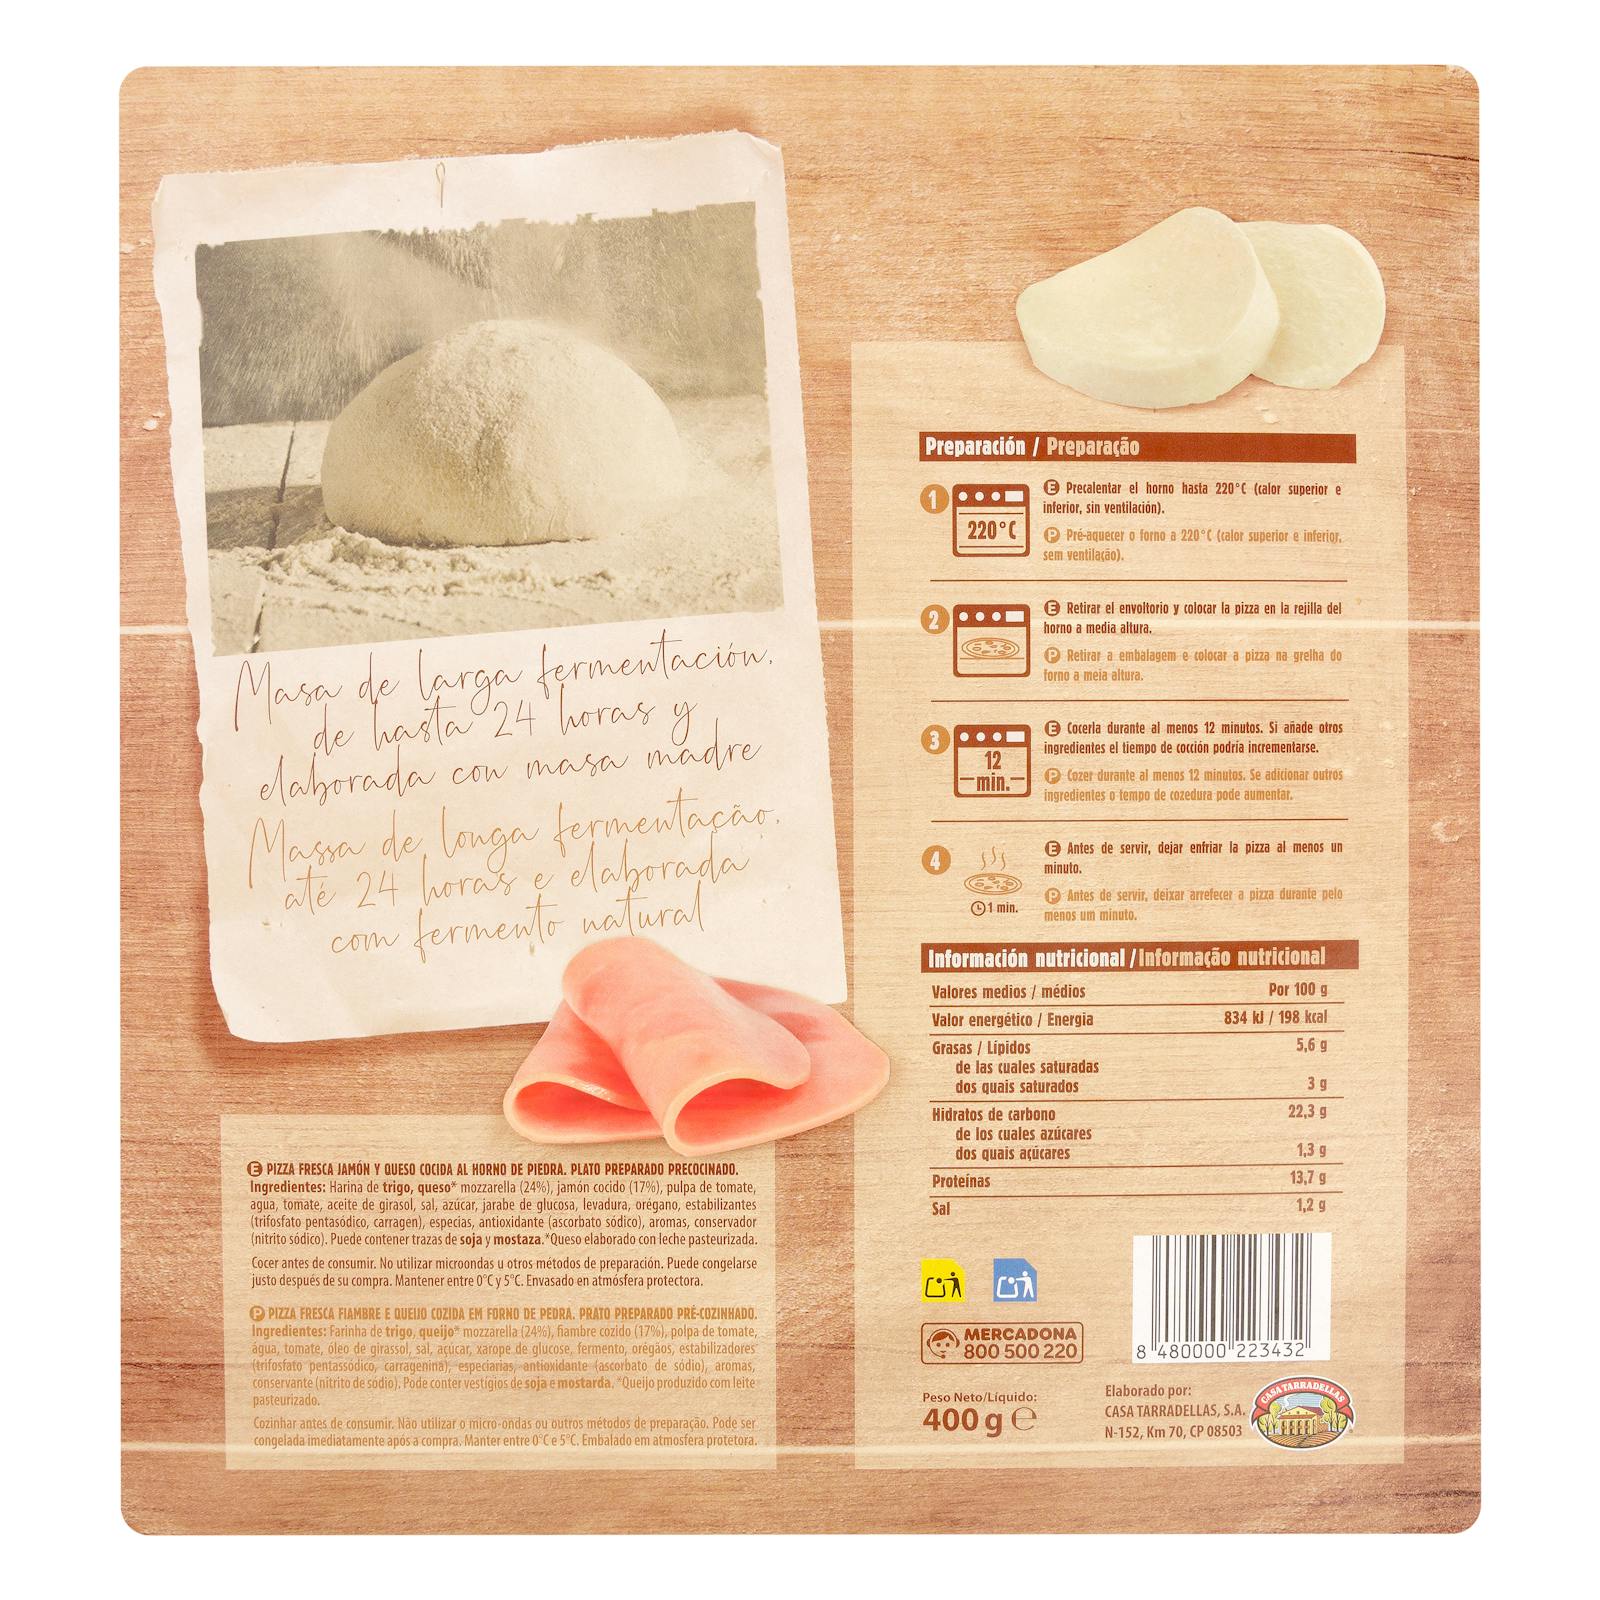 Masa de larga fermentación,
de hasta 24 horas y
elaborada con masa madre
Massa de longa fermentação,
até 24 horas e elaborada
com fermento natural
E PIZZA FRESCA JAMÓN Y QUESO COCIDA AL HORNO DE PIEDRA. PLATO PREPARADO PRECOCINADO.
Ingredientes: Harina de trigo, queso* mozzarella (24%), jamón cocido (17%), pulpa de tomate,
agua, tomate, aceite de girasol, sal, azúcar, jarabe de glucosa, levadura, orégano, estabilizantes
(trifosfato pentasódico, carragen), especias, antioxidante (ascorbato sódico), aromas, conservador
(nitrito sódico). Puede contener trazas de soja y mostaza.*Queso elaborado con leche pasteurizada.
Cocer antes de consumir. No utilizar microondas u otros métodos de preparación. Puede congelarse
justo después de su compra. Mantener entre 0°C y 5°C. Envasado en atmósfera protectora.
P PIZZA FRESCA FIAMBRE E QUEIJO COZIDA EM FORNO DE PEDRA. PRATO PREPARADO PRÉ-COZINHADO.
Ingredientes: Farinha de trigo, queijo* mozzarella (24%), fiambre cozido (17%), polpa de tomate,
água, tomate, óleo de girassol, sal, açúcar, xarope de glucose, fermento, orégãos, estabilizadores
(trifosfato pentassódico, carragenina), especiarias, antioxidante (ascorbato de sódio), aromas,
conservante (nitrito de sódio). Pode conter vestígios de soja e mostarda. *Queijo produzido com leite
pasteurizado.
Cozinhar antes de consumir. Não utilizar o micro-ondas ou outros métodos de preparação. Pode ser
congelada imediatamente após a compra. Manter entre 0°C e 5°C. Embalado em atmosfera protetora.
Preparación / Preparação
1
220°C
E Precalentar el horno hasta 220°C (calor superior e
inferior, sin ventilación).
P Pré-aquecer o forno a 220°C (calor superior e inferior,
sem ventilação).
2
E Retirar el envoltorio y colocar la pizza en la rejilla del
horno a media altura.
P Retirar a embalagem e colocar a pizza na grelha do
forno a meia altura.
3
12
min.
E Cocerla durante al menos 12 minutos. Si añade otros
ingredientes el tiempo de cocción podría incrementarse.
P Cozer durante al menos 12 minutos. Se adicionar outros
ingredientes o tempo de cozedura pode aumentar.
4
1 min.
E Antes de servir, dejar enfriar la pizza al menos un
minuto.
P Antes de servir, deixar arrefecer a pizza durante pelo
menos um minuto.
Información nutricional / Informação nutricional
Valores medios / médios Por 100 g
Valor energético / Energia 834 kJ / 198 kcal
Grasas / Lípidos 5,6 g
de las cuales saturadas
dos quais saturados 3 g
Hidratos de carbono 22,3 g
de los cuales azúcares
dos quais açúcares 1,3 g
Proteínas 13,7 g
Sal 1,2 g
MERCADONA
800 500 220
8 480000 223432
Peso Neto/Líquido:
400 g e
Elaborado por:
CASA TARRADELLAS, S.A.
N-152, Km 70, CP 08503
CASA TARRADELLAS